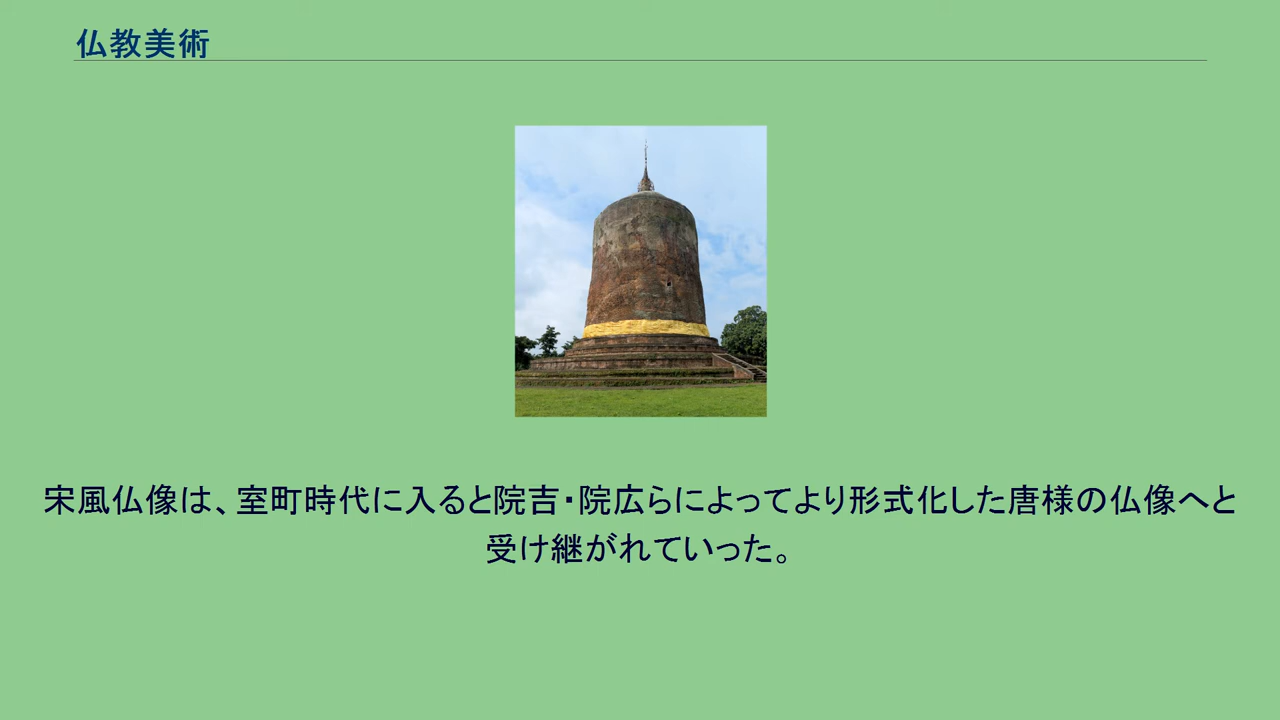 仏教美術
宋風仏像は、室町時代に入ると院吉・院広らによってより形式化した唐様の仏像へと
受け継がれていった。